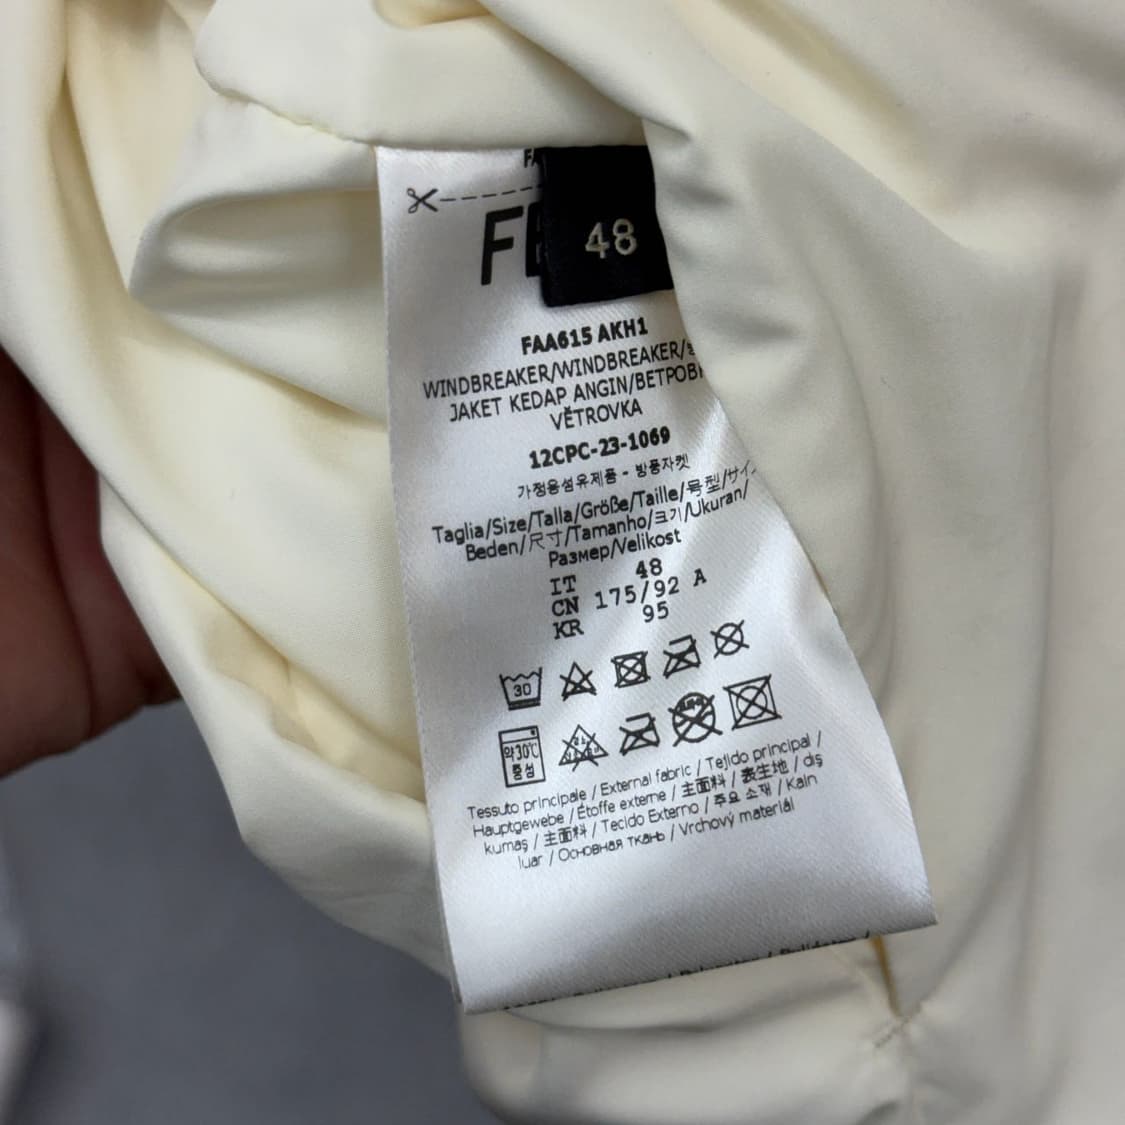 48
FAA615 AKH1
WINDBREAKER/WINDBREAKER/
JAKET KEDAP ANGIN/ВЕТРОВ
VĚTROVKA
12CPC-23-1069
가정용섬유제품 - 방풍자켓
Taglia/Size/Talla/Größe/Taille/号型/サイ
Beden/尺寸/Tamanho/크기/Ukuran/
Размер/Velikost
IT 48
CN 175/92 A
KR 95
30
약30℃
중성
Tessuto principale / External fabric / Tejido principal /
Hauptgewebe / Étoffe externe / 主面料 / 表生地 / dış
kumaş / 主面料 / Tecido Externo / 주요 소재 / Kain
luar / Основная ткань / Vrchový materiál